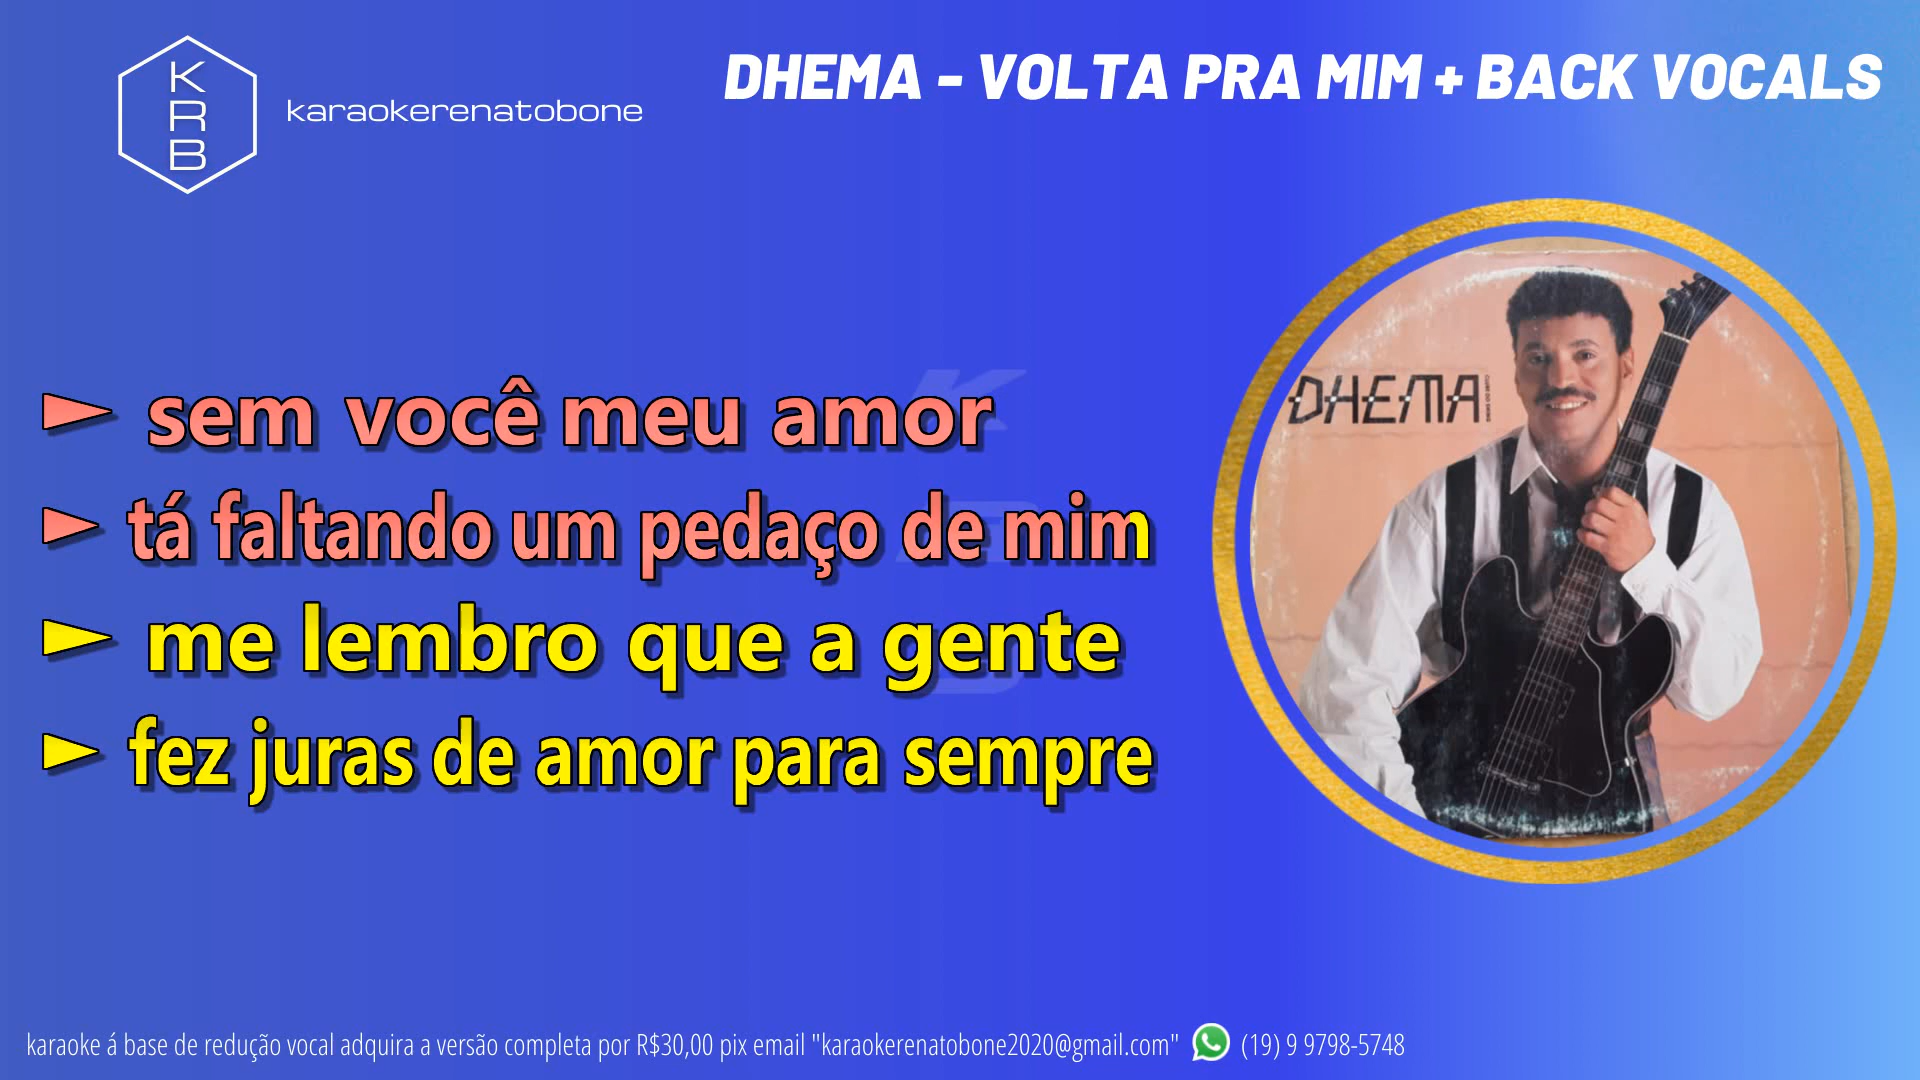 K
R
B
karaokerenatobone
DHEMA - VOLTA PRA MIM + BACK VOCALS
DHEMA
sem você meu amor
tá faltando um pedaço de mim
me lembro que a gente
fez juras de amor para sempre
karaoke á base de redução vocal adquira a versão completa por R$30,00 pix email "karaokerenatobone2020@gmail.com" (19) 9 9798-5748